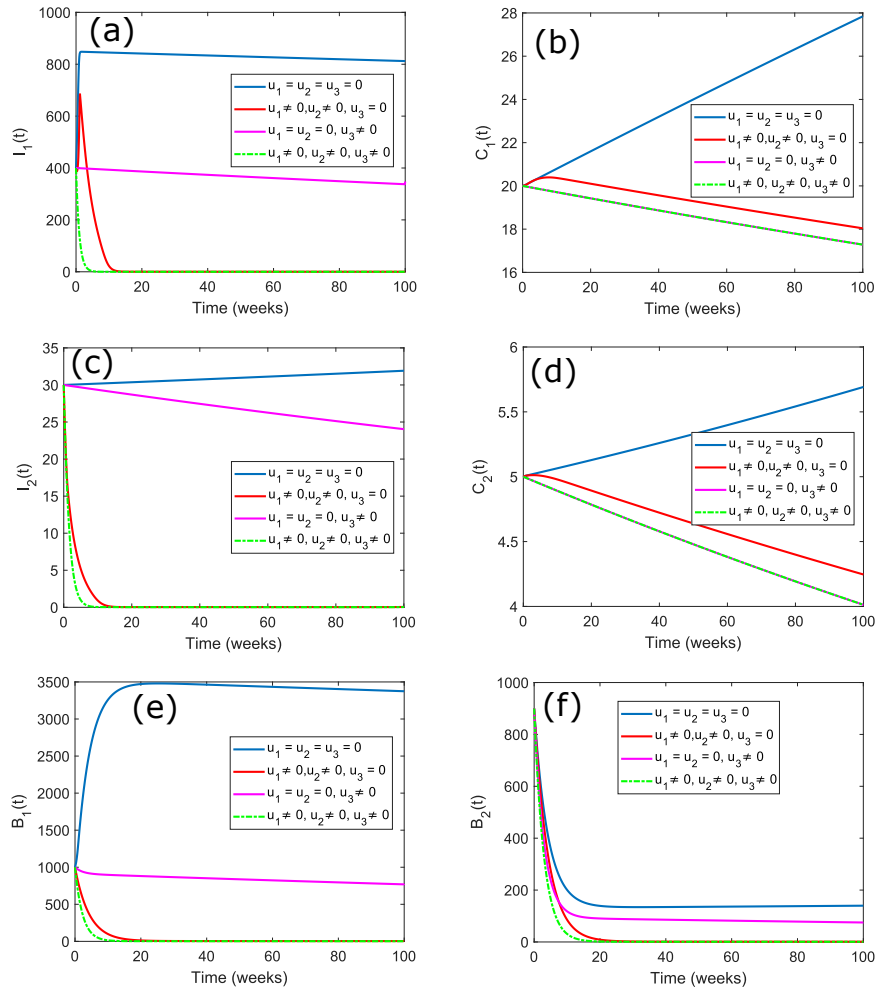 (a)
1000
800
600
400
200
0
I₁(t)
u₁ = u₂ = u₃ = 0
u₁ ≠ 0,u₂ ≠ 0, u₃ = 0
u₁ = u₂ = 0, u₃ ≠ 0
u₁ ≠ 0, u₂ ≠ 0, u₃ ≠ 0
0 20 40 60 80 100
Time (weeks)
(b)
28
26
24
22
20
18
16
C₁(t)
u₁ = u₂ = u₃ = 0
u₁ ≠ 0,u₂ ≠ 0, u₃ = 0
u₁ = u₂ = 0, u₃ ≠ 0
u₁ ≠ 0, u₂ ≠ 0, u₃ ≠ 0
0 20 40 60 80 100
Time (weeks)
(c)
35
30
25
20
15
10
5
0
I₂(t)
u₁ = u₂ = u₃ = 0
u₁ ≠ 0,u₂ ≠ 0, u₃ = 0
u₁ = u₂ = 0, u₃ ≠ 0
u₁ ≠ 0, u₂ ≠ 0, u₃ ≠ 0
0 20 40 60 80 100
Time (weeks)
(d)
6
5.5
5
4.5
4
C₂(t)
u₁ = u₂ = u₃ = 0
u₁ ≠ 0,u₂ ≠ 0, u₃ = 0
u₁ = u₂ = 0, u₃ ≠ 0
u₁ ≠ 0, u₂ ≠ 0, u₃ ≠ 0
0 20 40 60 80 100
Time (weeks)
(e)
3500
3000
2500
2000
1500
1000
500
0
B₁(t)
u₁ = u₂ = u₃ = 0
u₁ ≠ 0,u₂ ≠ 0, u₃ = 0
u₁ = u₂ = 0, u₃ ≠ 0
u₁ ≠ 0, u₂ ≠ 0, u₃ ≠ 0
0 20 40 60 80 100
Time (weeks)
(f)
1000
800
600
400
200
0
B₂(t)
u₁ = u₂ = u₃ = 0
u₁ ≠ 0,u₂ ≠ 0, u₃ = 0
u₁ = u₂ = 0, u₃ ≠ 0
u₁ ≠ 0, u₂ ≠ 0, u₃ ≠ 0
0 20 40 60 80 100
Time (weeks)